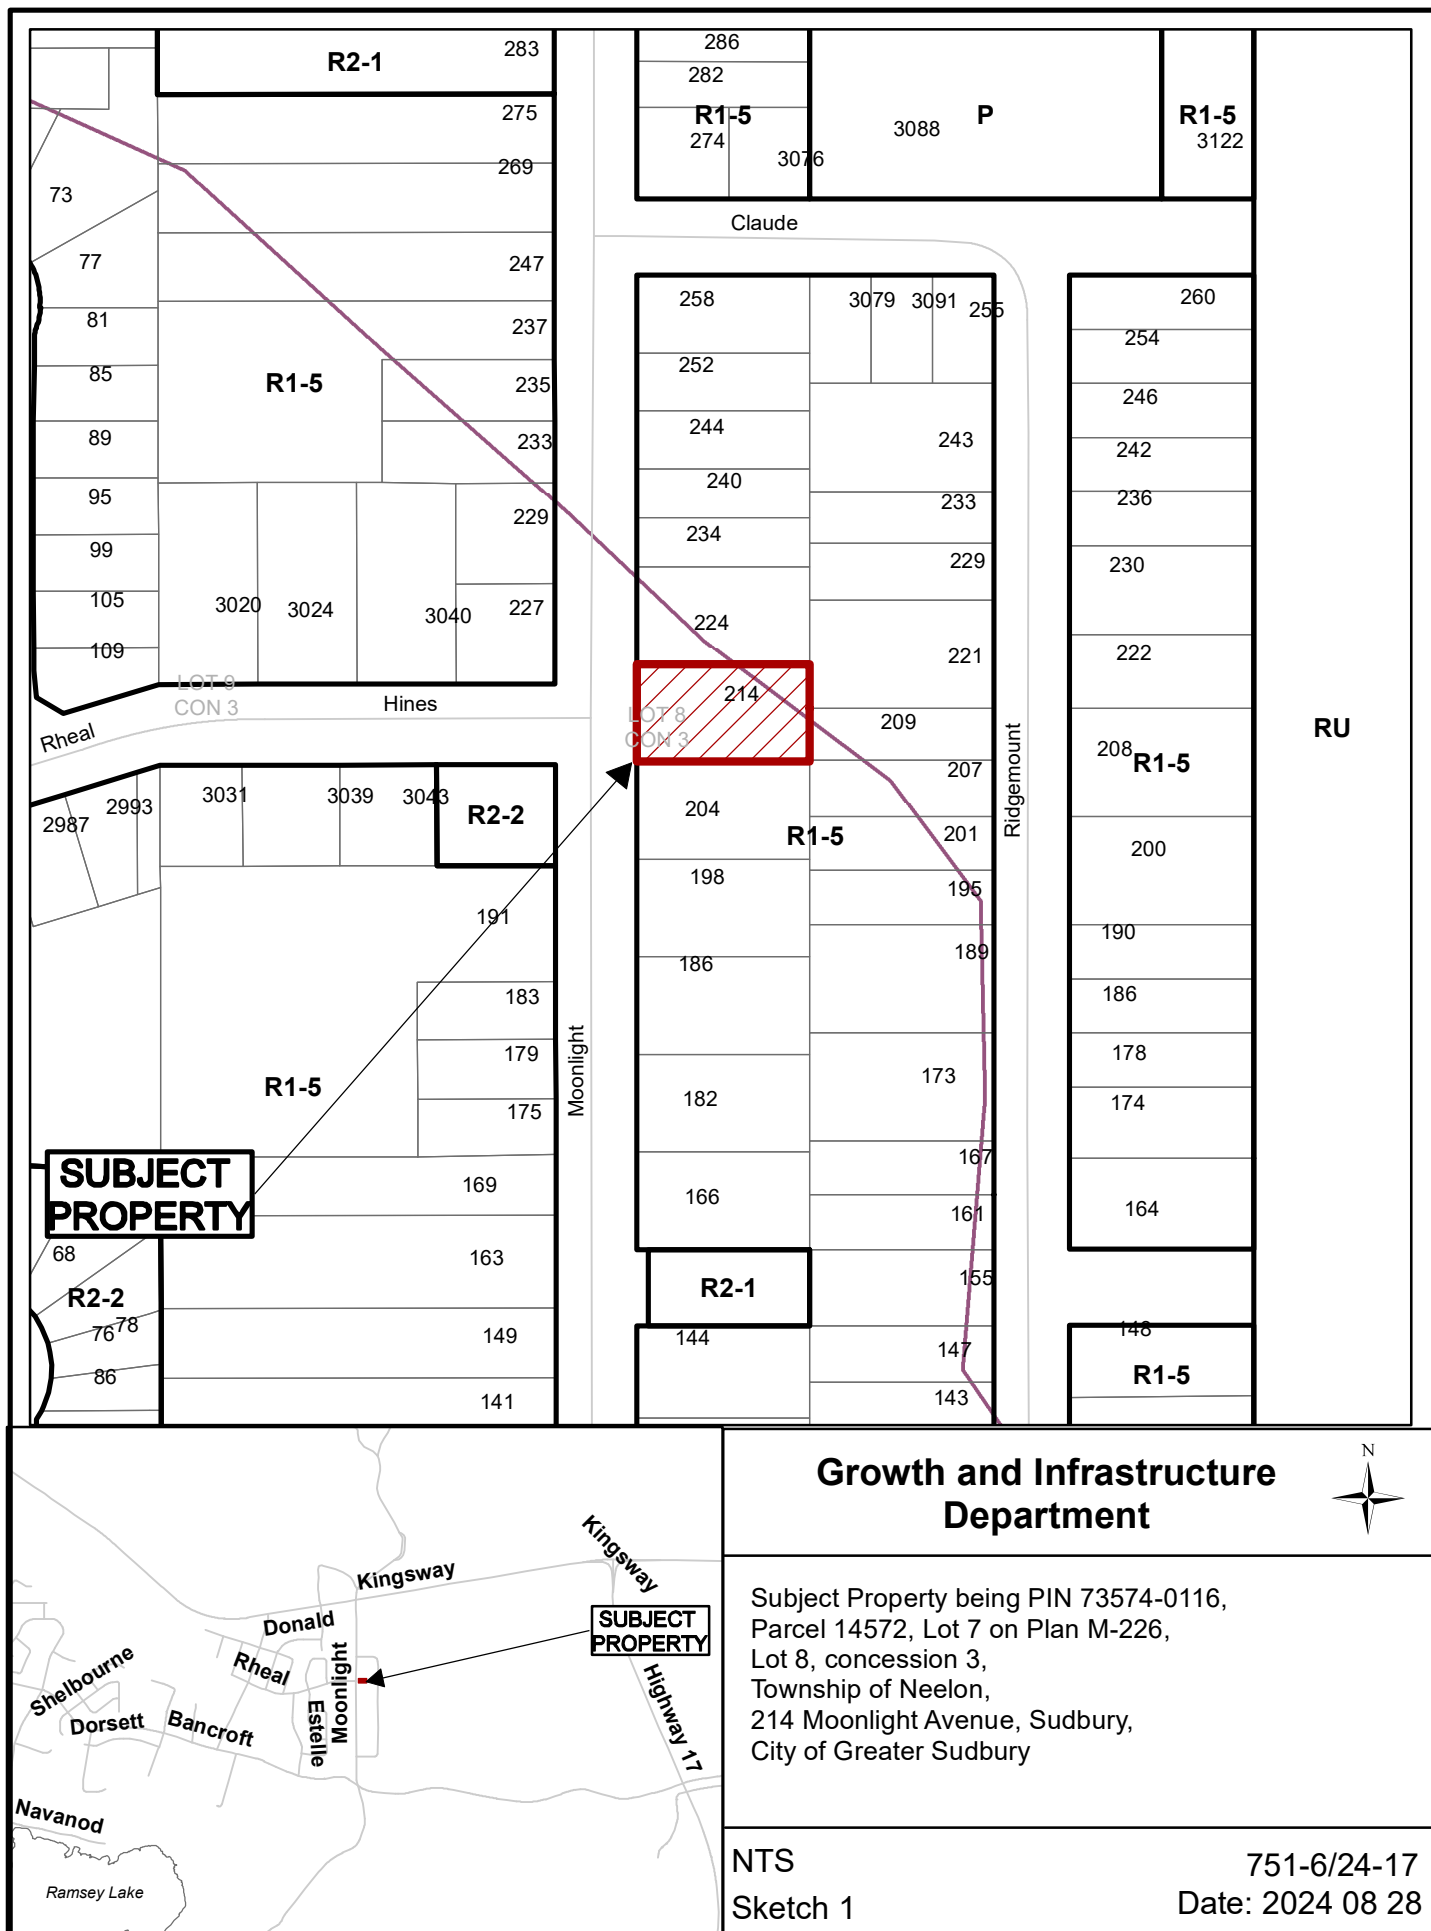 R2-1
283
275
269
73
247
77
237
81
R1-5
85
235
89
233
95
229
99
105
3020
3024
3040
227
109
LOT 9
CON 3
Hines
Rheal
286
282
R1-5
274
3076
3088
P
R1-5
3122
Claude
258
3079
3091
255
260
252
254
244
246
243
240
242
233
236
234
229
230
224
221
222
214
LOT 8
CON 3
209
RU
208
R1-5
207
Ridgemount
2987
2993
3031
3039
3043
R2-2
204
R1-5
201
200
198
195
191
190
189
186
186
183
178
179
Moonlight
R1-5
173
174
182
175
SUBJECT
PROPERTY
167
169
166
161
164
68
163
R2-1
155
R2-2
76
78
149
144
147
148
86
R1-5
141
143
Kingsway
Kingsway
Donald
SUBJECT
PROPERTY
Rheal
Moonlight
Shelbourne
Estelle
Dorsett
Bancroft
Highway 17
Navanod
Ramsey Lake
Growth and Infrastructure
Department
N
Subject Property being PIN 73574-0116,
Parcel 14572, Lot 7 on Plan M-226,
Lot 8, concession 3,
Township of Neelon,
214 Moonlight Avenue, Sudbury,
City of Greater Sudbury
NTS
751-6/24-17
Sketch 1
Date: 2024 08 28